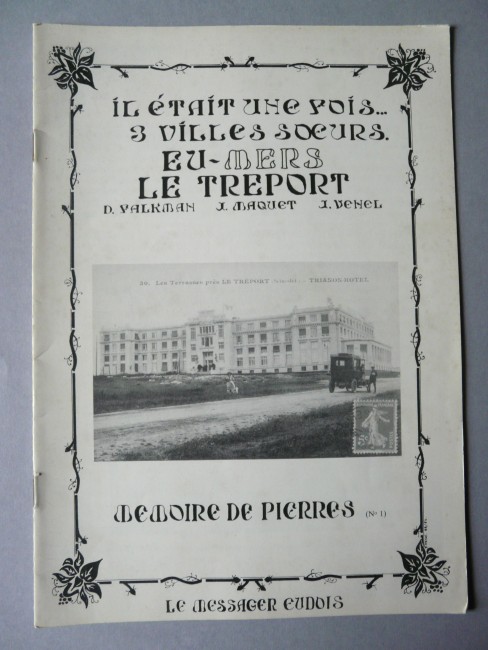 IL ÉTAIT UNE FOIS...
3 VILLES SŒURS.
EU-MERS
LE TREPORT
D. VALKMAN J. MAQUET J. VENEL
Les Terrasses près LE TRÉPORT - TRIANON-HOTEL
MEMOIRE DE PIERRES (N° 1)
LE MESSAGER EUDOIS